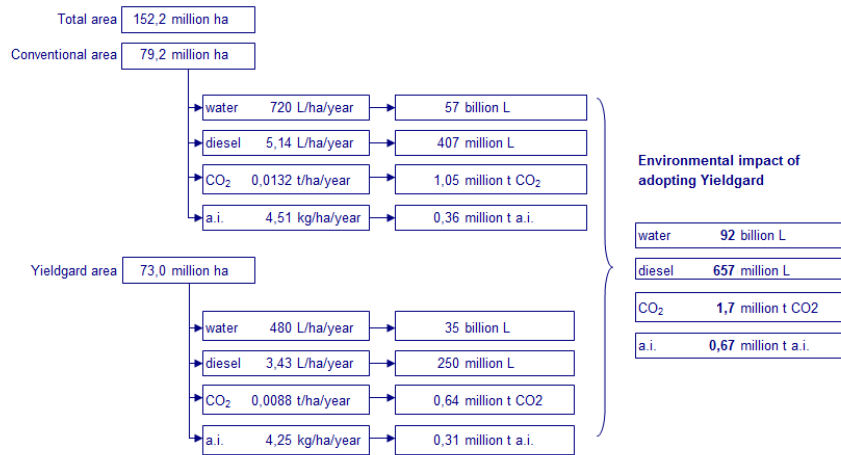 Total area 152,2 million ha
Conventional area 79,2 million ha
water 720 L/ha/year 57 billion L
diesel 5,14 L/ha/year 407 million L
CO₂ 0,0132 t/ha/year 1,05 million t CO₂
a.i. 4,51 kg/ha/year 0,36 million t a.i.
Yieldgard area 73,0 million ha
water 480 L/ha/year 35 billion L
diesel 3,43 L/ha/year 250 million L
CO₂ 0,0088 t/ha/year 0,64 million t CO2
a.i. 4,25 kg/ha/year 0,31 million t a.i.
Environmental impact of
adopting Yieldgard
water 92 billion L
diesel 657 million L
CO₂ 1,7 million t CO2
a.i. 0,67 million t a.i.